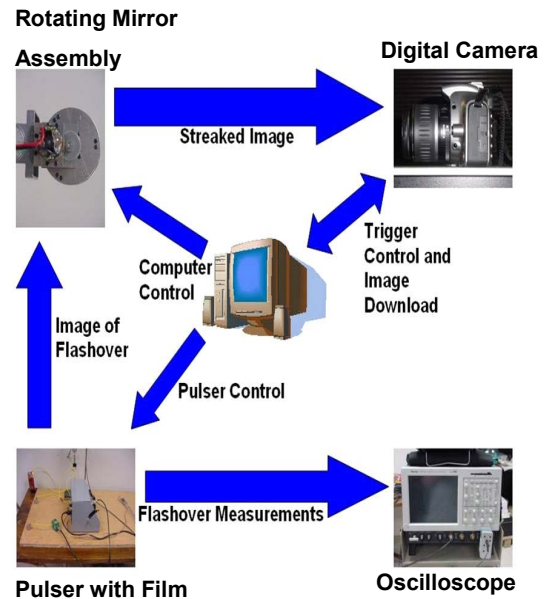 Rotating Mirror
Assembly
Digital Camera
Streaked Image
Computer
Control
Trigger
Control and
Image
Download
Image of
Flashover
Pulser Control
Flashover Measurements
Pulser with Film
Oscilloscope